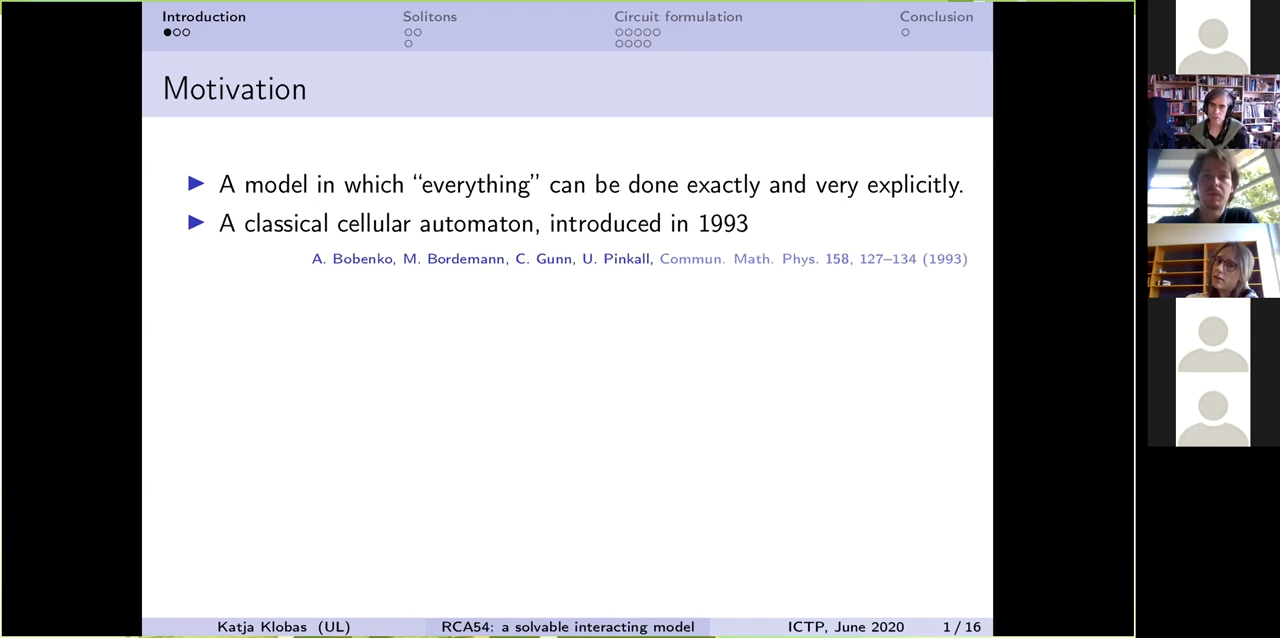 Introduction Solitons Circuit formulation Conclusion
Motivation
A model in which “everything” can be done exactly and very explicitly.
A classical cellular automaton, introduced in 1993
A. Bobenko, M. Bordemann, C. Gunn, U. Pinkall, Commun. Math. Phys. 158, 127–134 (1993)
Katja Klobas (UL) RCA54: a solvable interacting model ICTP, June 2020 1 / 16